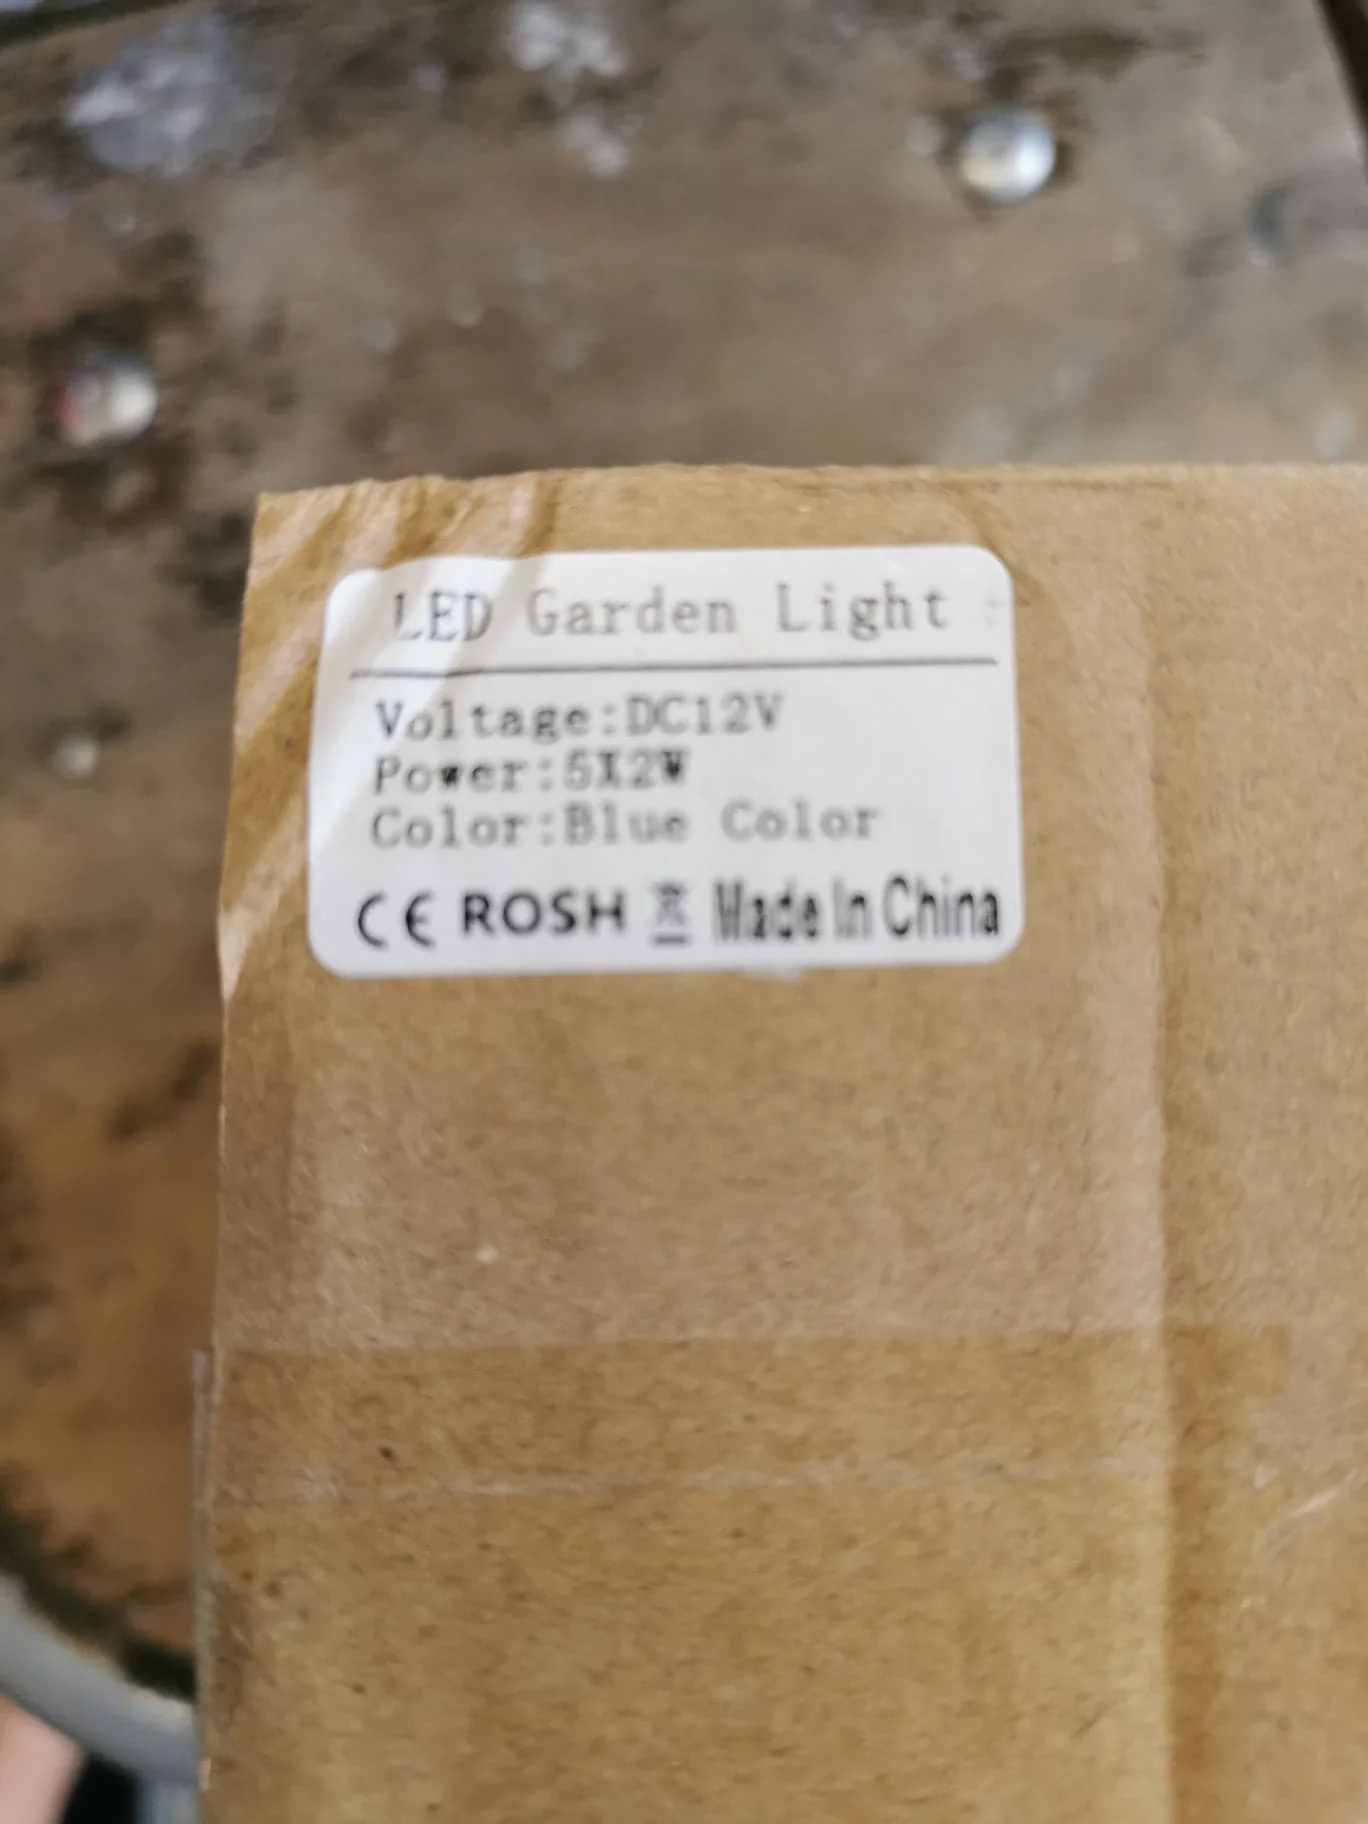 LED Garden Light
Voltage:DC12V
Power:5X2W
Color:Blue Color
CE ROSH Made In China